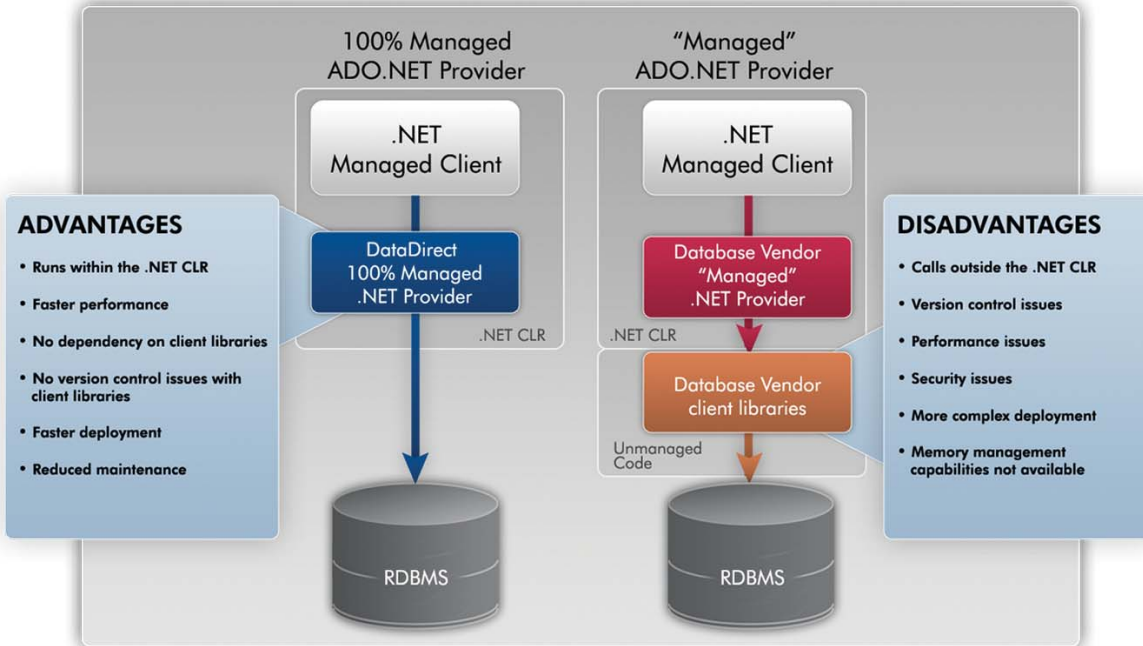 100% Managed
ADO.NET Provider
.NET
Managed Client
DataDirect
100% Managed
.NET Provider
.NET CLR
RDBMS
“Managed”
ADO.NET Provider
.NET
Managed Client
Database Vendor
“Managed”
.NET Provider
.NET CLR
Database Vendor
client libraries
Unmanaged
Code
RDBMS
ADVANTAGES
• Runs within the .NET CLR
• Faster performance
• No dependency on client libraries
• No version control issues with
client libraries
• Faster deployment
• Reduced maintenance
DISADVANTAGES
• Calls outside the .NET CLR
• Version control issues
• Performance issues
• Security issues
• More complex deployment
• Memory management
capabilities not available